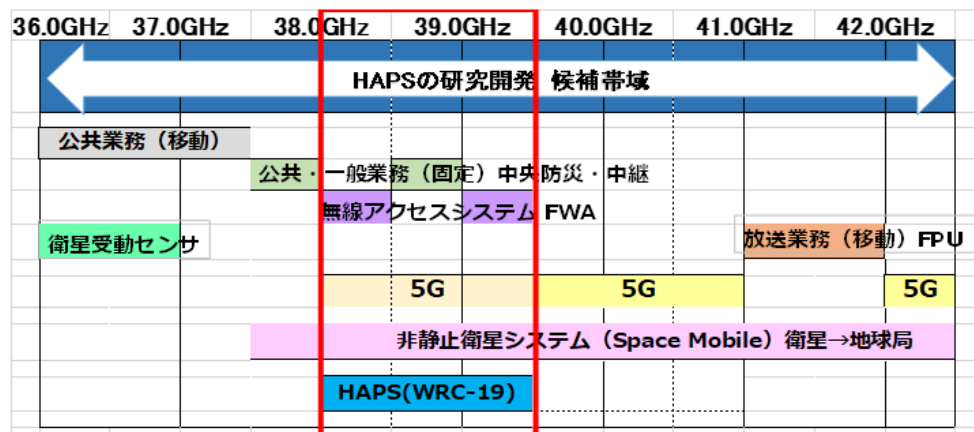 36.0GHz 37.0GHz 38.0GHz 39.0GHz 40.0GHz 41.0GHz 42.0GHz
HAPSの研究開発 候補帯域
公共業務（移動）
公共・一般業務（固定）中央防災・中継
無線アクセスシステム FWA
衛星受動センサ
放送業務（移動）FPU
5G 5G 5G
非静止衛星システム（Space Mobile）衛星→地球局
HAPS(WRC-19)